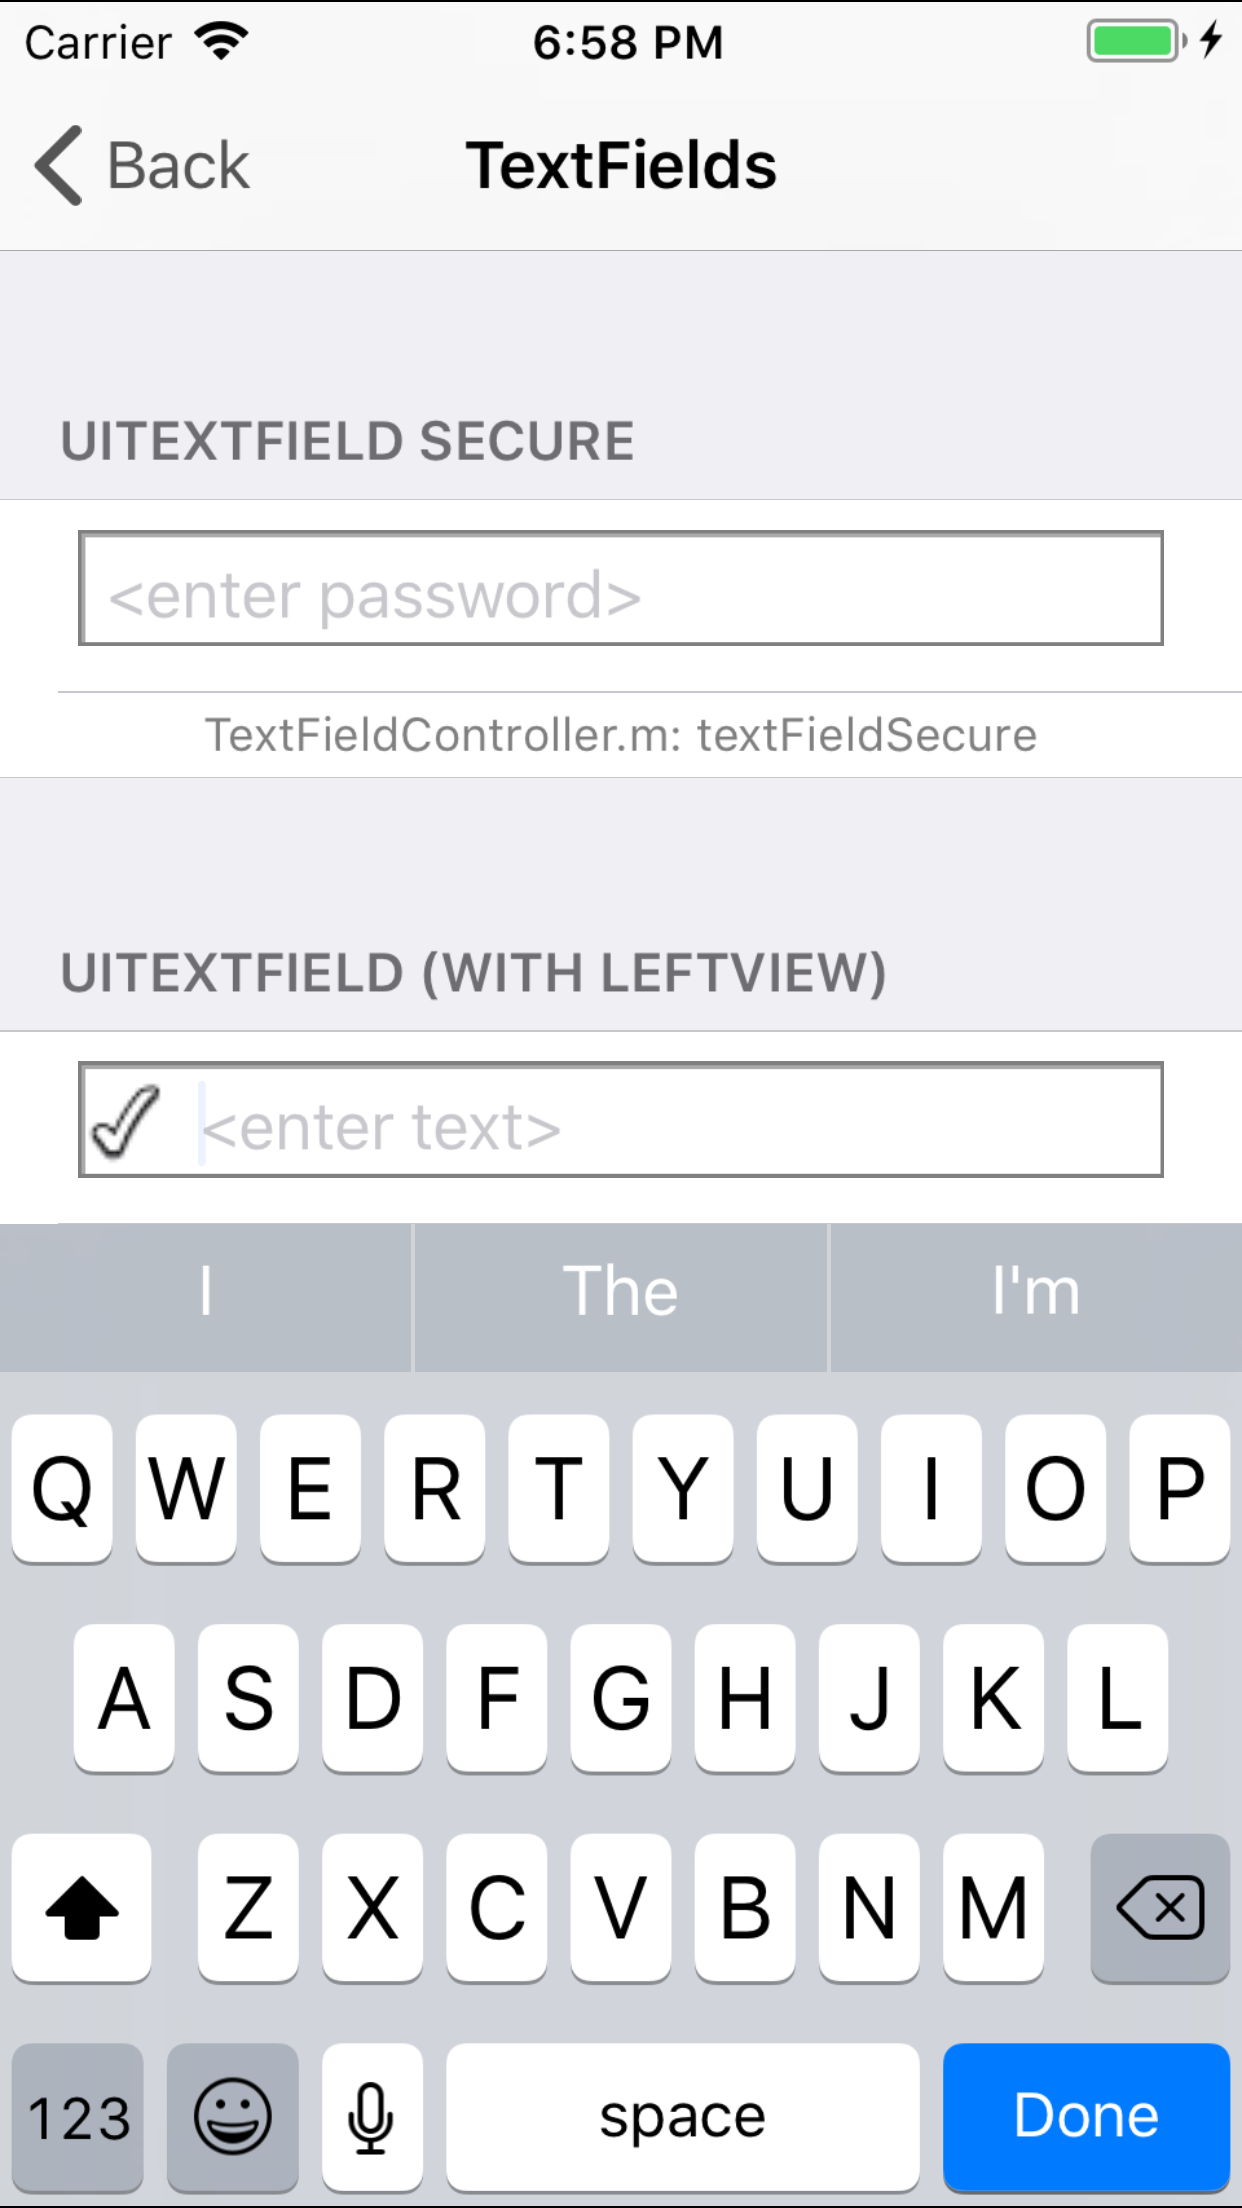 Carrier 6:58 PM
Back TextFields
UITEXTFIELD SECURE
<enter password>
TextFieldController.m: textFieldSecure
UITEXTFIELD (WITH LEFTVIEW)
<enter text>
I The I'm
Q W E R T Y U I O P
A S D F G H J K L
Z X C V B N M
123 space Done